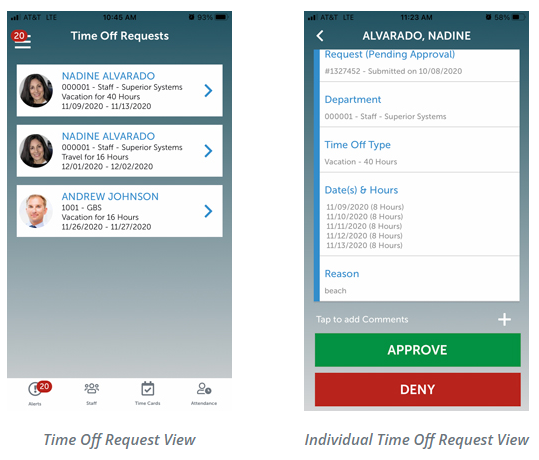 AT&T LTE 10:45 AM 93%
20
Time Off Requests
NADINE ALVARADO
000001 - Staff - Superior Systems
Vacation for 40 Hours
11/09/2020 - 11/13/2020
NADINE ALVARADO
000001 - Staff - Superior Systems
Travel for 16 Hours
12/01/2020 - 12/02/2020
ANDREW JOHNSON
1001 - GBS
Vacation for 16 Hours
11/26/2020 - 11/27/2020
20
Alerts Staff Time Cards Attendance
Time Off Request View
AT&T LTE 11:23 AM 58%
ALVARADO, NADINE
Request (Pending Approval)
#1327452 - Submitted on 10/08/2020
Department
000001 - Staff - Superior Systems
Time Off Type
Vacation - 40 Hours
Date(s) & Hours
11/09/2020 (8 Hours)
11/10/2020 (8 Hours)
11/11/2020 (8 Hours)
11/12/2020 (8 Hours)
11/13/2020 (8 Hours)
Reason
beach
Tap to add Comments
APPROVE
DENY
Individual Time Off Request View